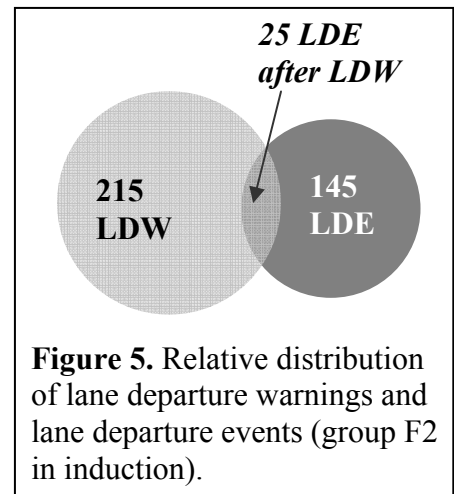 25 LDE
after LDW
215
LDW
145
LDE
Figure 5. Relative distribution
of lane departure warnings and
lane departure events (group F2
in induction).